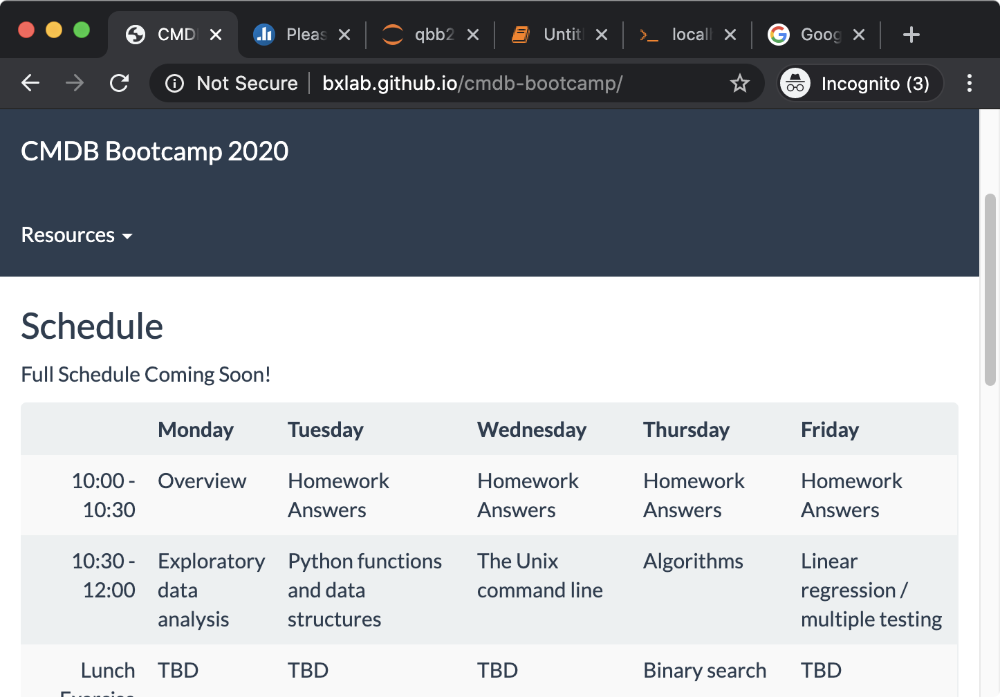 CMD Pleas qbb2 Untitl local Goog
Not Secure bxlab.github.io/cmdb-bootcamp/ Incognito (3)
CMDB Bootcamp 2020
Resources
Schedule
Full Schedule Coming Soon!
Monday Tuesday Wednesday Thursday Friday
10:00 - Overview Homework Homework Homework Homework
10:30 Answers Answers Answers Answers
10:30 - Exploratory Python functions The Unix Algorithms Linear
12:00 data and data command line regression /
analysis structures multiple testing
Lunch TBD TBD TBD Binary search TBD
Exercise